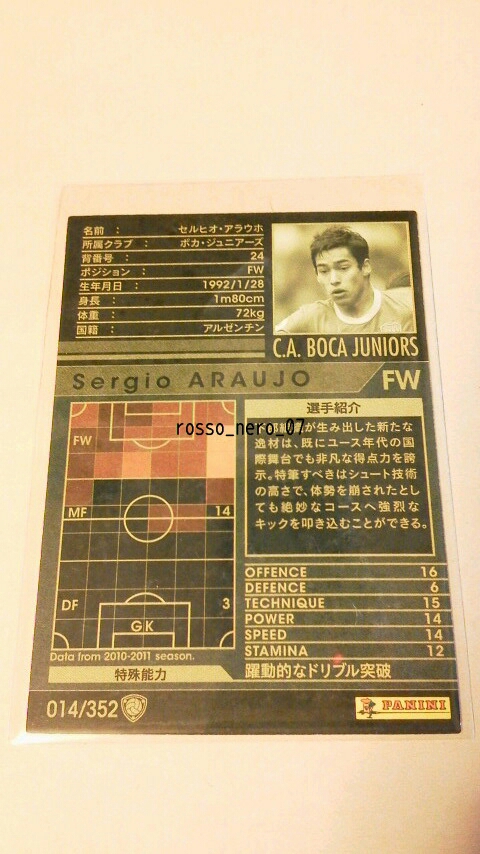 名前 : セルヒオ・アラウホ
所属クラブ : ボカ・ジュニアーズ
背番号 : 24
ポジション : FW
生年月日 : 1992/1/28
身長 : 1m80cm
体重 : 72kg
国籍 : アルゼンチン
C.A. BOCA JUNIORS
Sergio ARAUJO
FW
選手紹介
rosso_nero_07
が生み出した新たな
逸材は、既にユース年代の国
際舞台でも非凡な得点力を誇
示。特筆すべきはシュート技術
の高さで、体勢を崩されたとし
ても絶妙なコースへ強烈な
キックを叩き込むことができる。
FW
MF 14
DF 3
GK
Data from 2010-2011 season.
OFFENCE 16
DEFENCE 6
TECHNIQUE 15
POWER 14
SPEED 14
STAMINA 12
特殊能力
躍動的なドリブル突破
014/352
PANINI